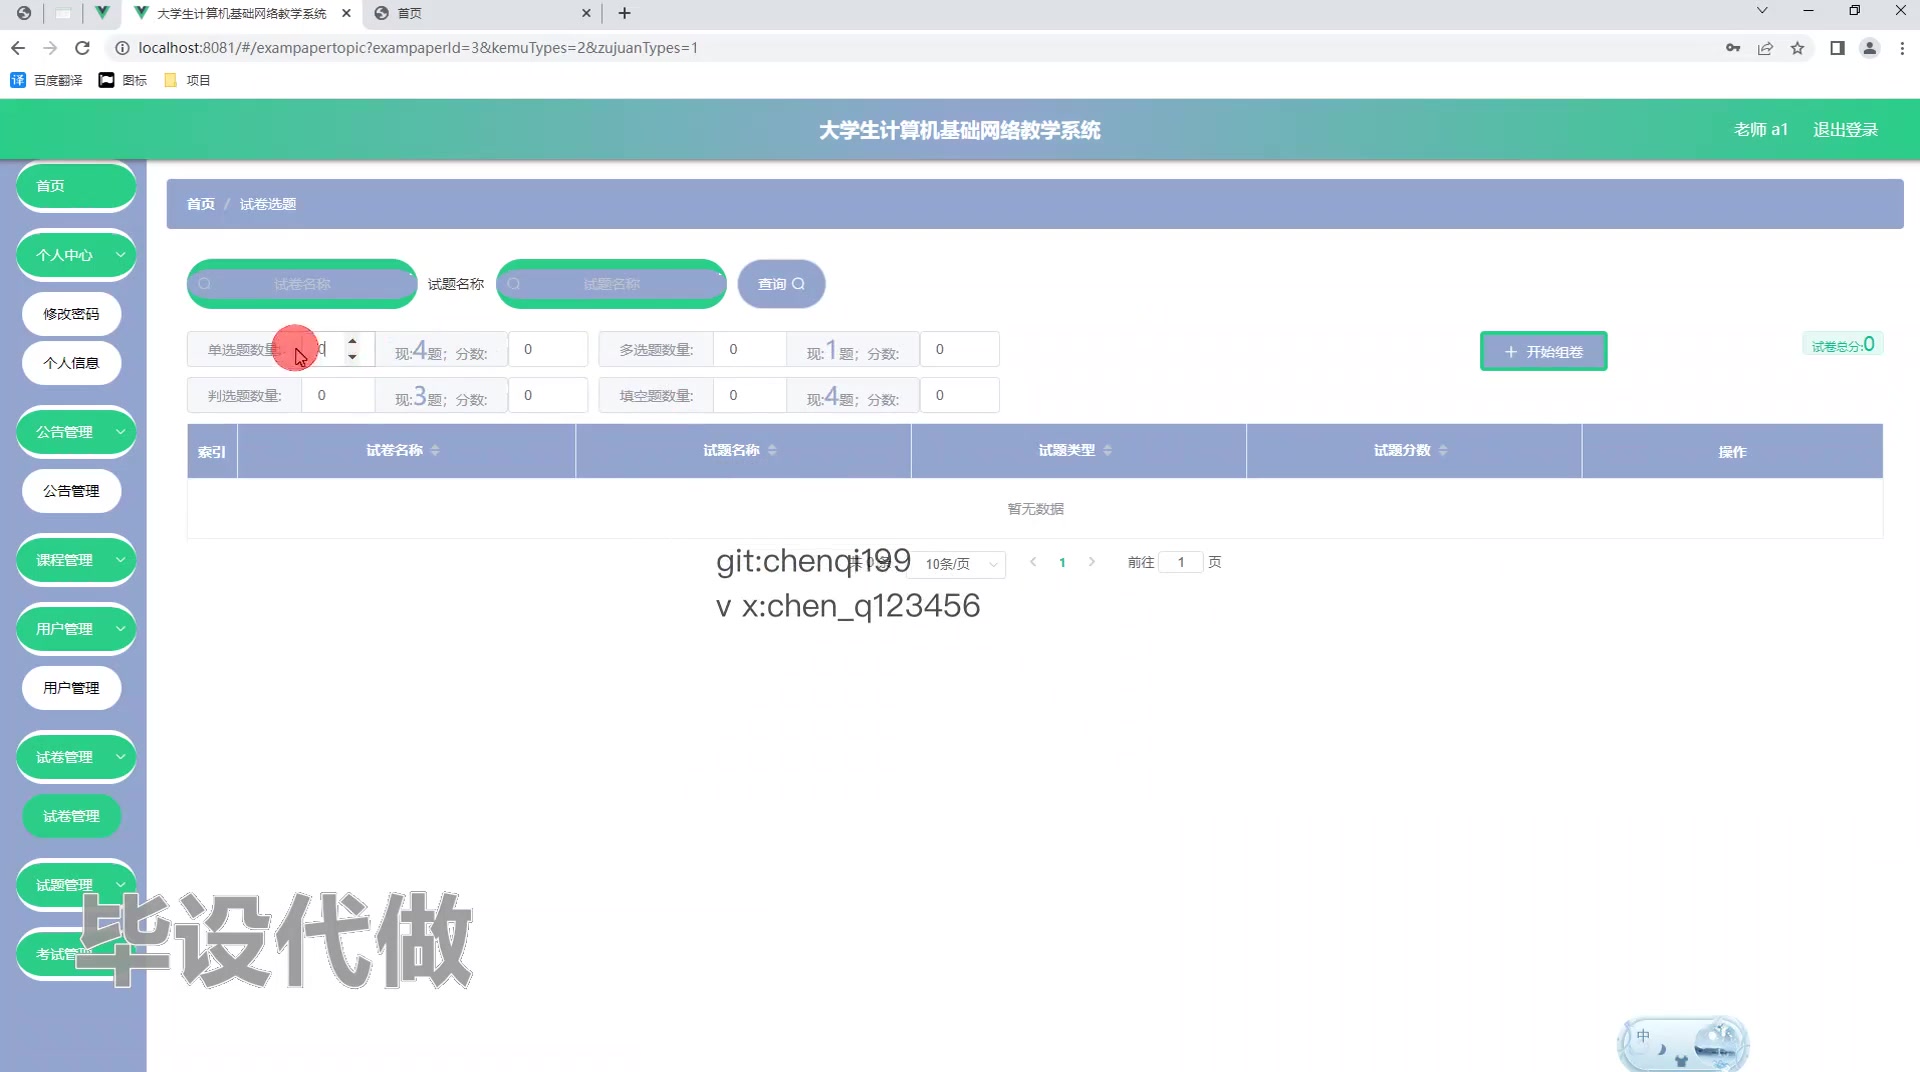 大学生计算机基础网络教学系统
首页
localhost:8081/#/exampapertopic?exampaperId=3&kemuTypes=2&zujuanTypes=1
译 百度翻译 图标 项目
大学生计算机基础网络教学系统
老师 a1 退出登录
首页
个人中心
修改密码
个人信息
公告管理
公告管理
课程管理
用户管理
用户管理
试卷管理
试卷管理
试题管理
考试管理
首页 / 试卷选题
试卷名称 试题名称 试题名称 查询
单选题数量: 0 现:4题; 分数: 0 多选题数量: 0 现:1题; 分数: 0
+ 开始组卷 试卷总分:0
判选题数量: 0 现:3题; 分数: 0 填空题数量: 0 现:4题; 分数: 0
索引 试卷名称 试题名称 试题类型 试题分数 操作
暂无数据
共 0 条 10条/页 1 前往 1 页
git:chenqi199
v x:chen_q123456
毕设代做
中